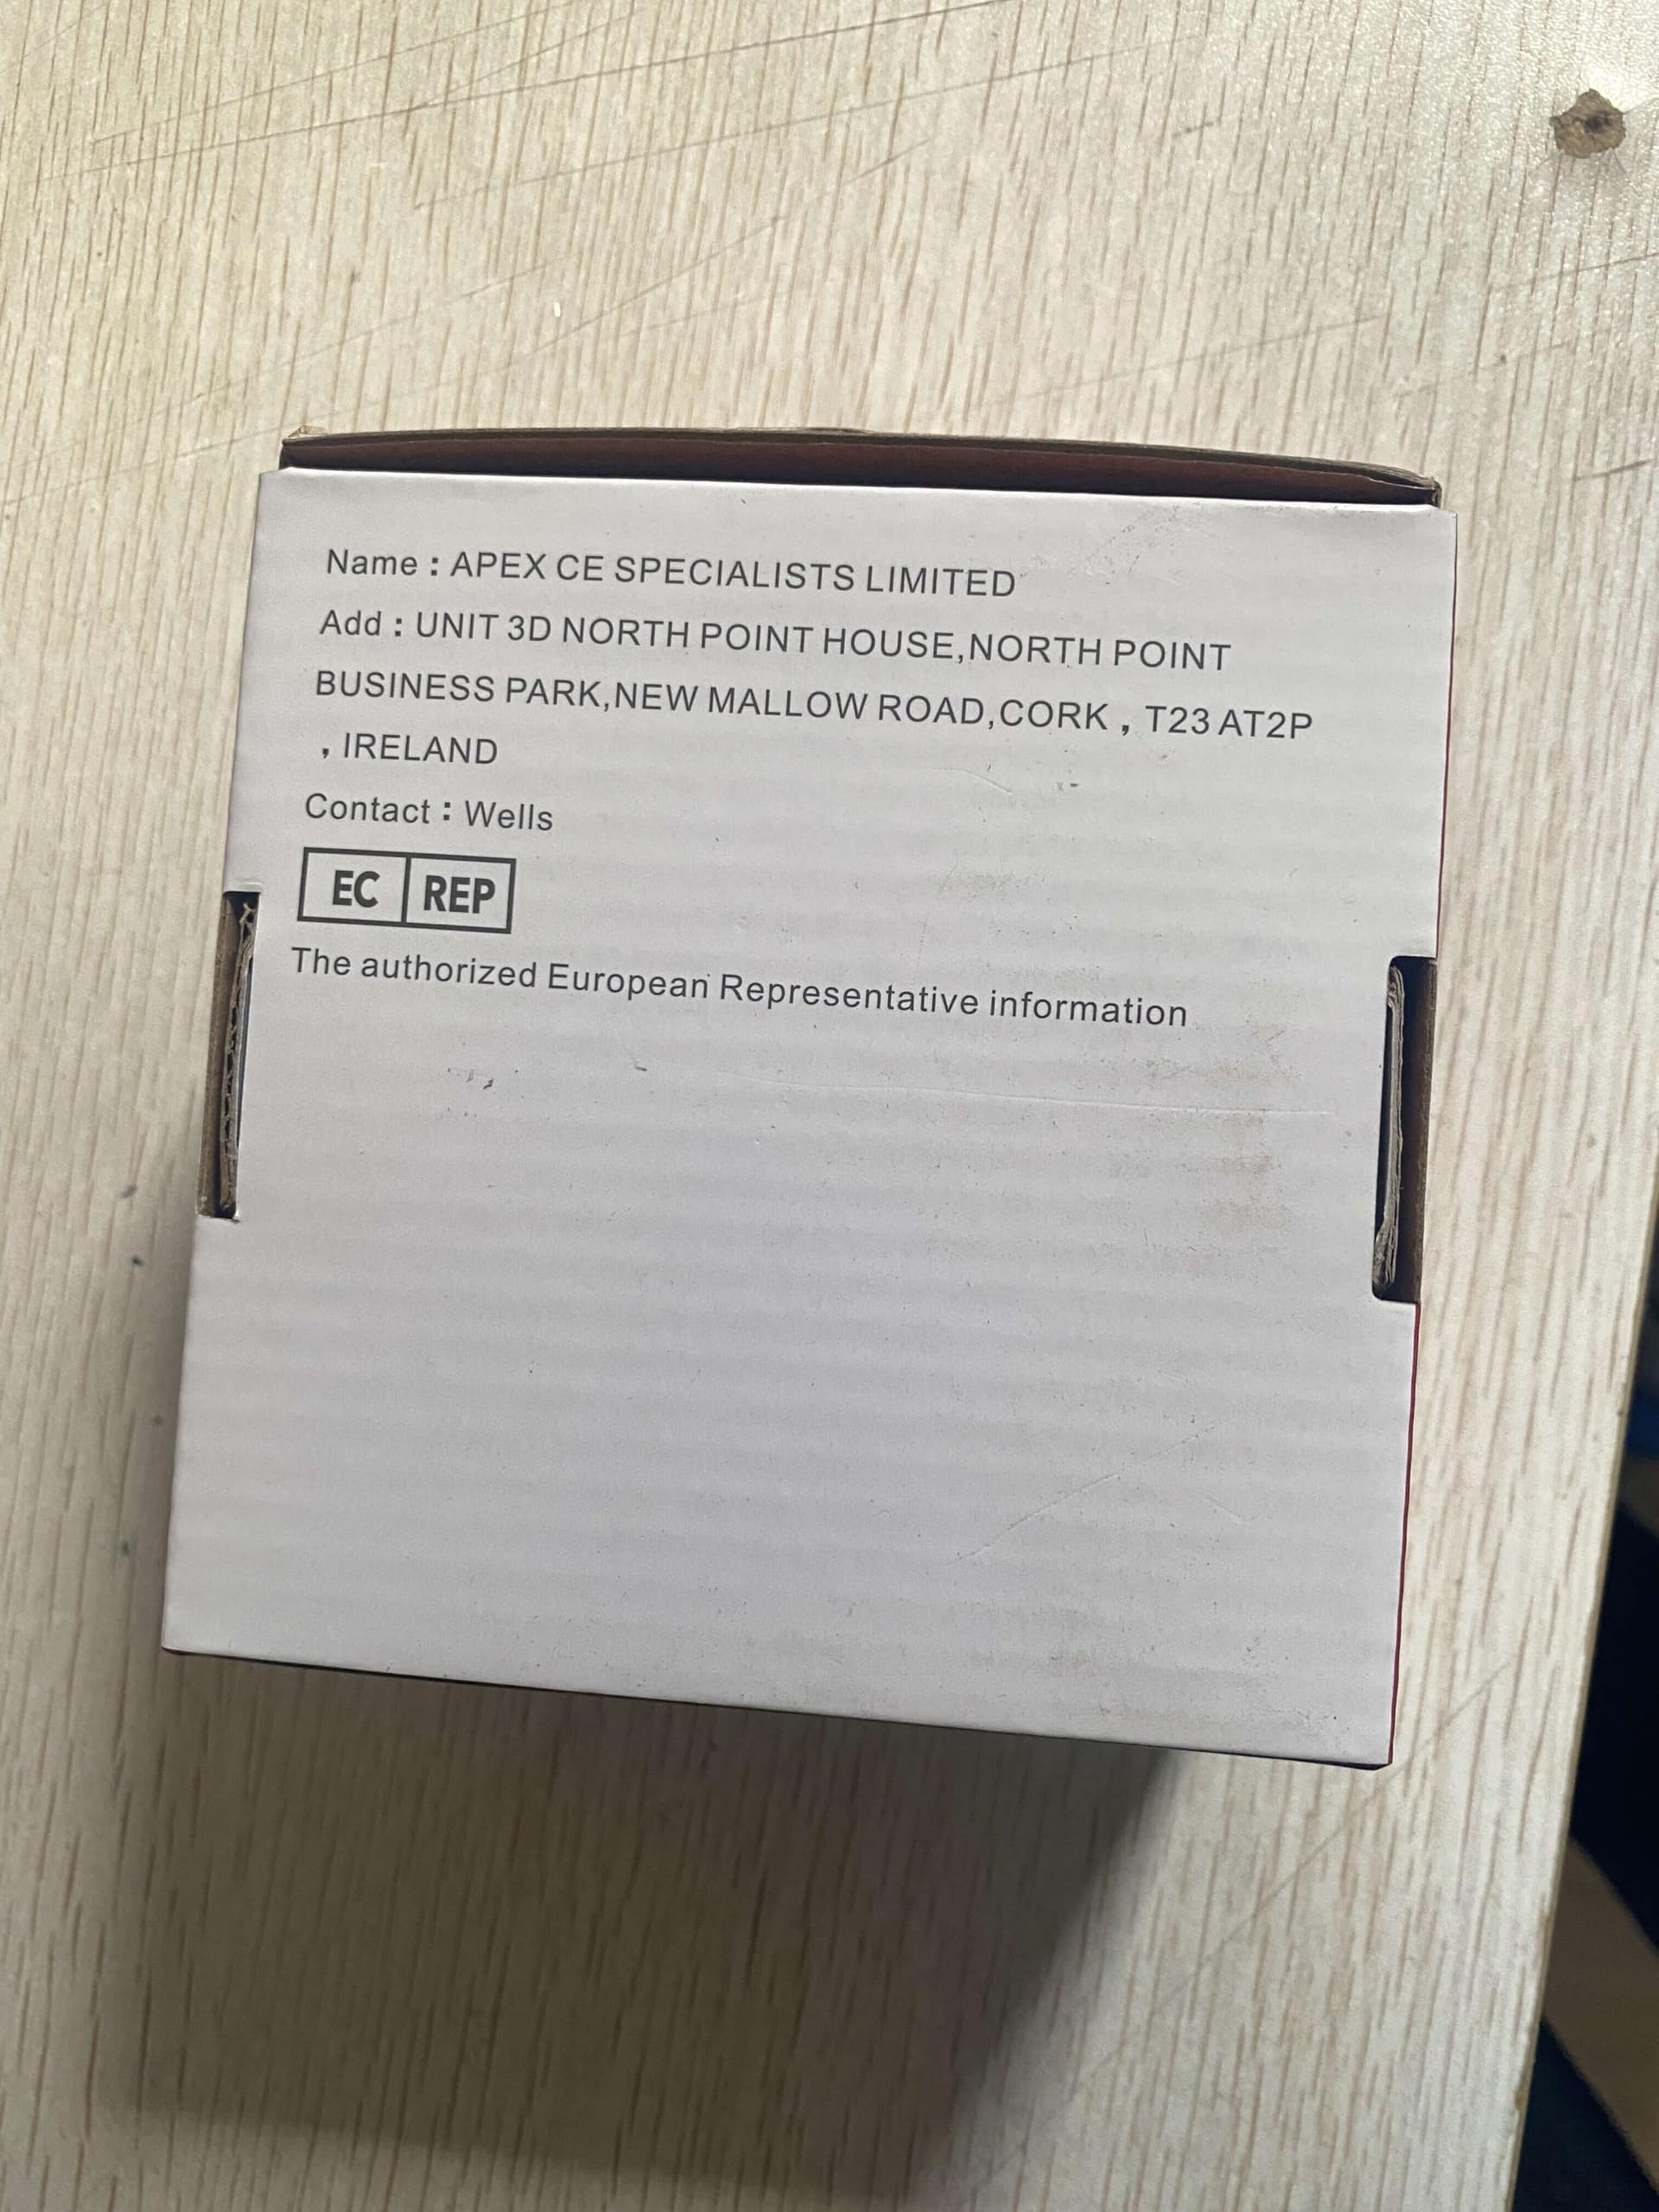 Name：APEX CE SPECIALISTS LIMITED
Add：UNIT 3D NORTH POINT HOUSE,NORTH POINT
BUSINESS PARK,NEW MALLOW ROAD,CORK，T23 AT2P
，IRELAND
Contact：Wells
EC REP
The authorized European Representative information